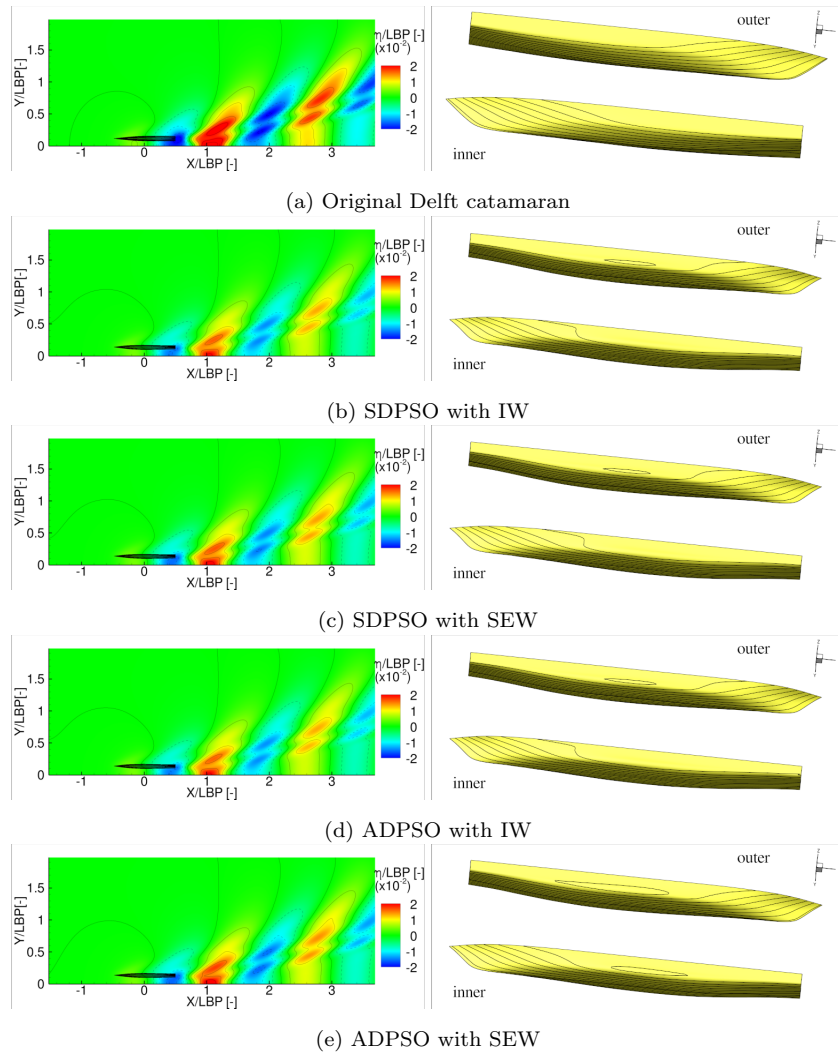 η/LBP [-]
(x10-2)
2
1
0
-1
-2
Y/LBP[-]
1.5
1
0.5
0
-1
0
1
2
3
X/LBP [-]
outer
inner
z
(a) Original Delft catamaran
η/LBP [-]
(x10-2)
2
1
0
-1
-2
Y/LBP[-]
1.5
1
0.5
0
-1
0
1
2
3
X/LBP [-]
outer
inner
z
(b) SDPSO with IW
η/LBP [-]
(x10-2)
2
1
0
-1
-2
Y/LBP[-]
1.5
1
0.5
0
-1
0
1
2
3
X/LBP [-]
outer
inner
z
(c) SDPSO with SEW
η/LBP [-]
(x10-2)
2
1
0
-1
-2
Y/LBP[-]
1.5
1
0.5
0
-1
0
1
2
3
X/LBP [-]
outer
inner
z
(d) ADPSO with IW
η/LBP [-]
(x10-2)
2
1
0
-1
-2
Y/LBP[-]
1.5
1
0.5
0
-1
0
1
2
3
X/LBP [-]
outer
inner
z
(e) ADPSO with SEW